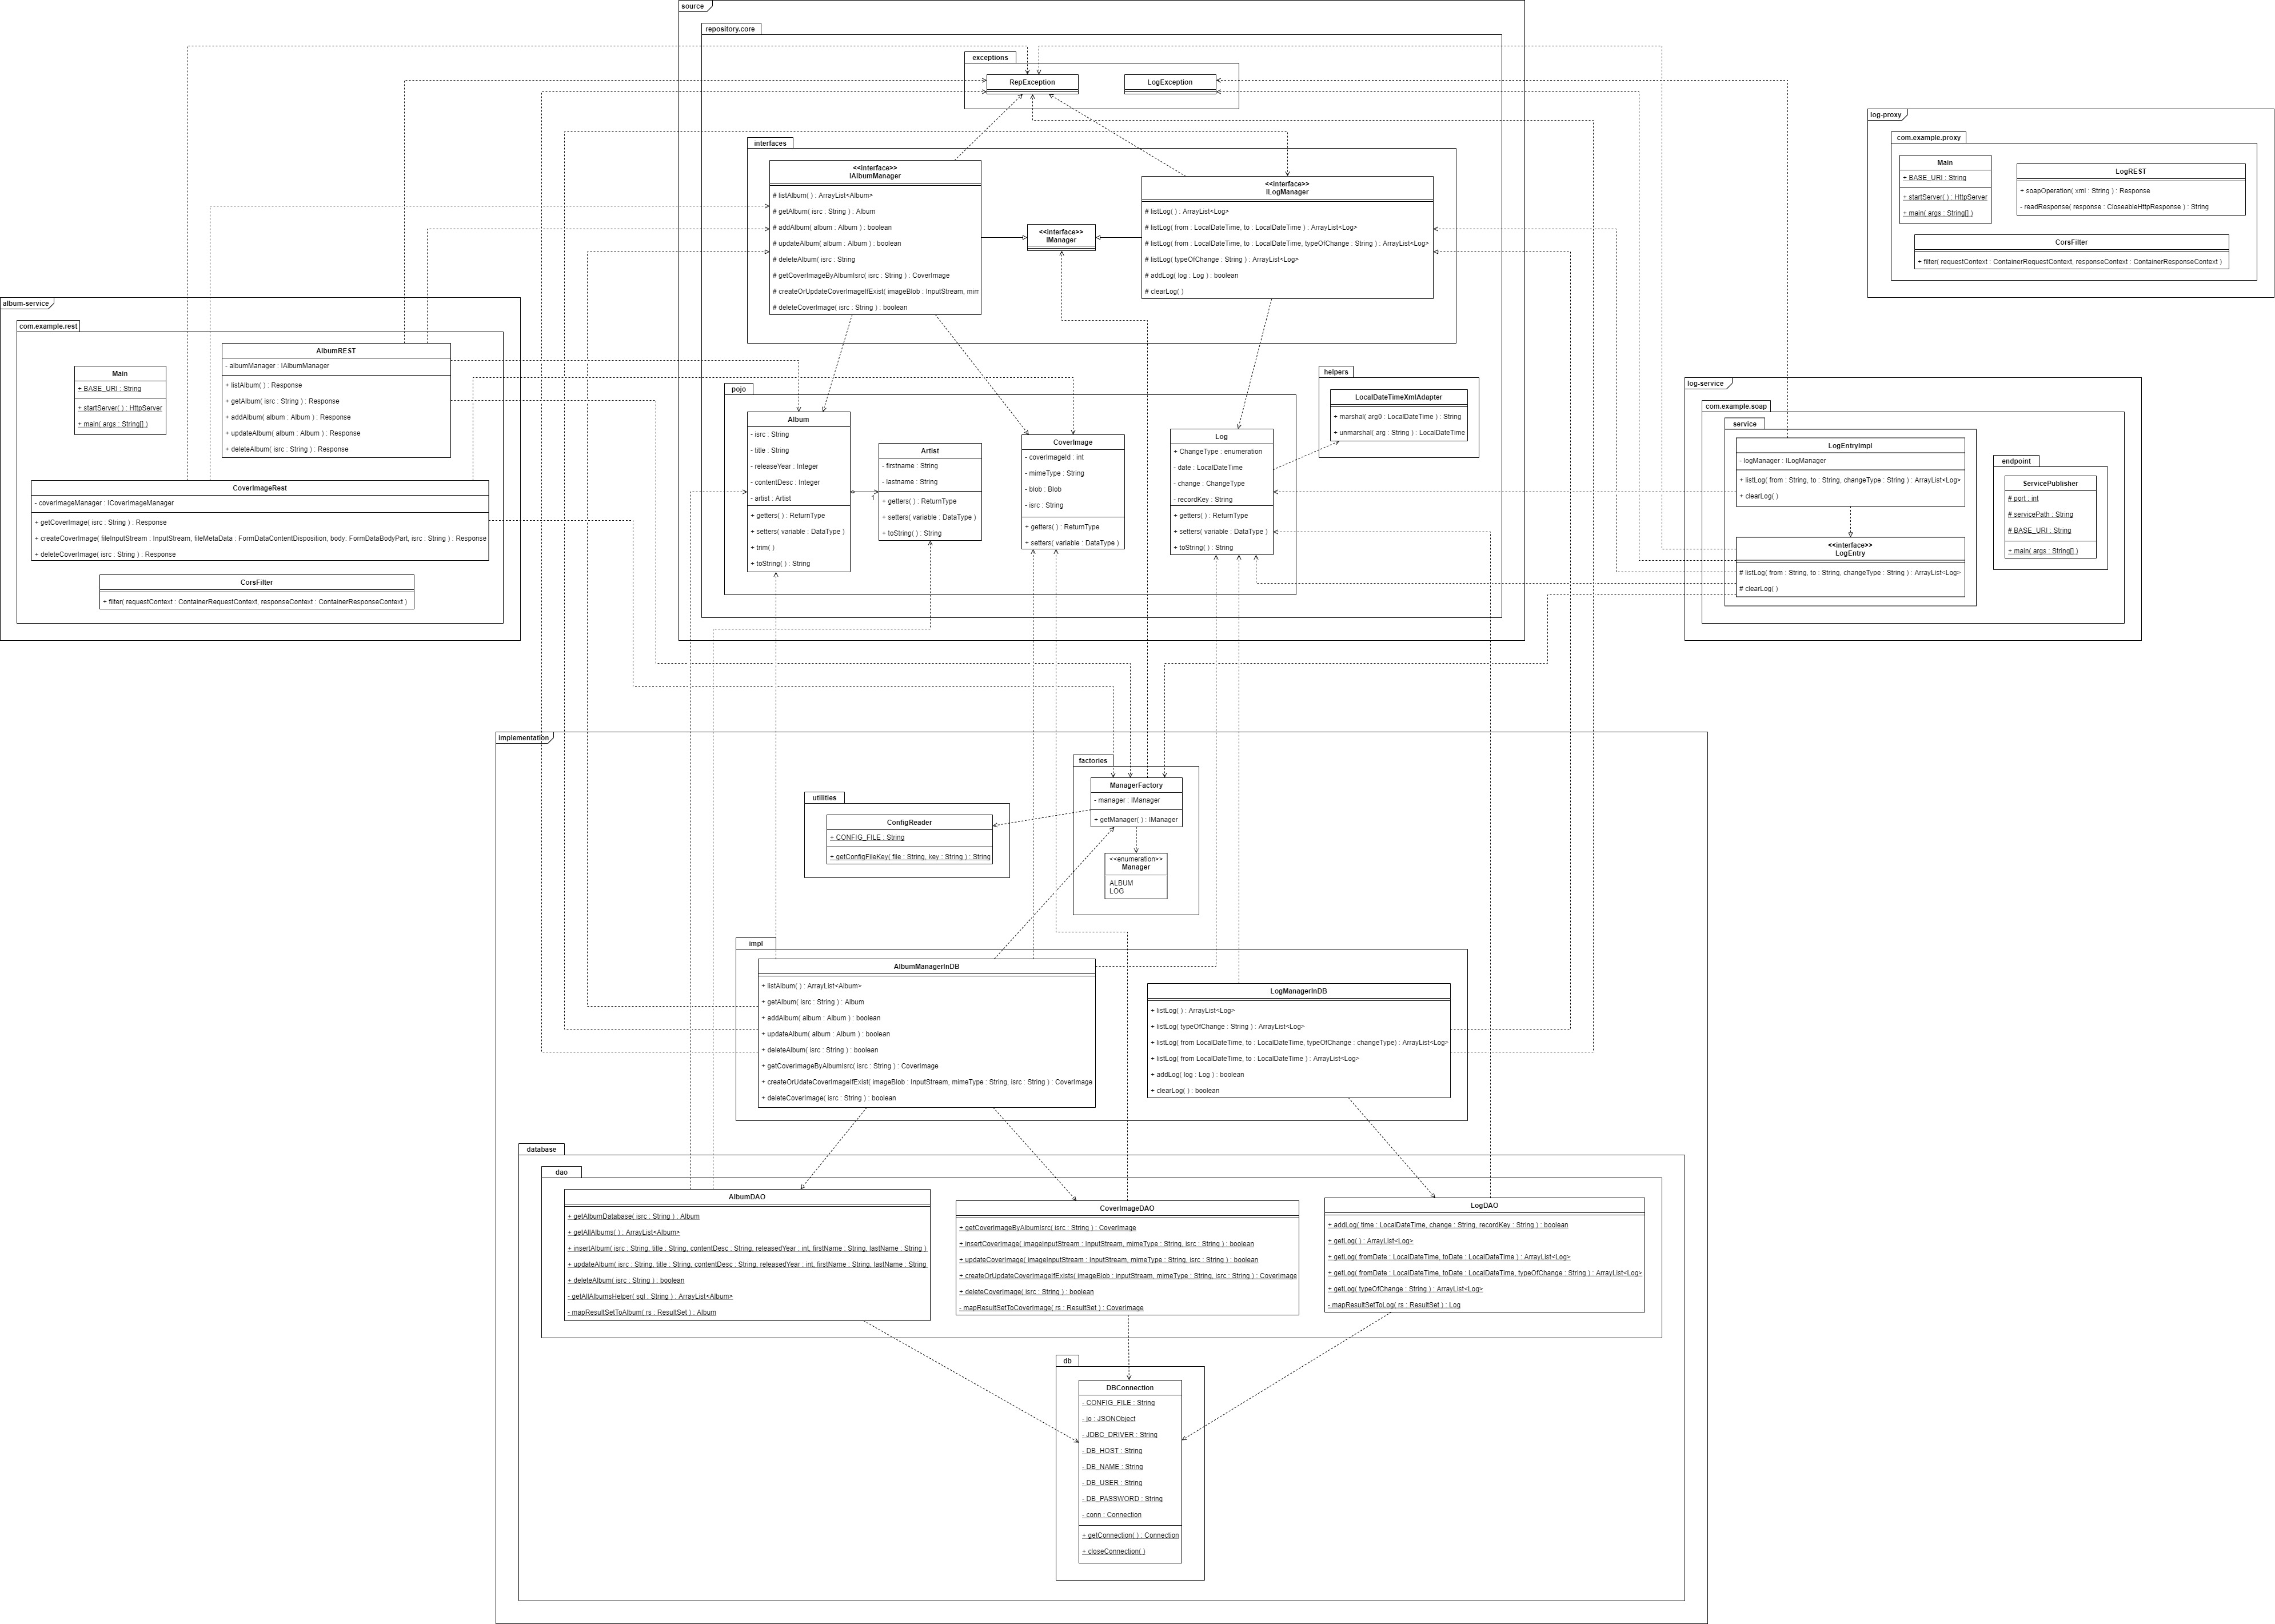 source
repository.core
exceptions
RepException
LogException
interfaces
<<interface>>
IAlbumManager
# listAlbum( ) : ArrayList<Album>
# getAlbum( isrc : String ) : Album
# addAlbum( album : Album ) : boolean
# updateAlbum( album : Album ) : boolean
# deleteAlbum( isrc : String
# getCoverImageByAlbumIsrc( isrc : String ) : CoverImage
# createOrUpdateCoverImageIfExist( imageBlob : InputStream, mim
# deleteCoverImage( isrc : String ) : boolean
<<interface>>
IManager
<<interface>>
ILogManager
# listLog( ) : ArrayList<Log>
# listLog( from : LocalDateTime, to : LocalDateTime ) : ArrayList<Log>
# listLog( from : LocalDateTime, to : LocalDateTime, typeOfChange : String ) : ArrayList<Log>
# listLog( typeOfChange : String ) : ArrayList<Log>
# addLog( log : Log ) : boolean
# clearLog( )
helpers
LocalDateTimeXmlAdapter
+ marshal( arg0 : LocalDateTime ) : String
+ unmarshal( arg : String ) : LocalDateTime
pojo
Album
- isrc : String
- title : String
- releaseYear : Integer
- contentDesc : Integer
- artist : Artist
+ getters( ) : ReturnType
+ setters( variable : DataType )
+ trim( )
+ toString( ) : String
1
Artist
- firstname : String
- lastname : String
+ getters( ) : ReturnType
+ setters( variable : DataType )
+ toString( ) : String
CoverImage
- coverImageId : int
- mimeType : String
- blob : Blob
- isrc : String
+ getters( ) : ReturnType
+ setters( variable : DataType )
Log
+ ChangeType : enumeration
- date : LocalDateTime
- change : ChangeType
- recordKey : String
+ getters( ) : ReturnType
+ setters( variable : DataType )
+ toString( ) : String
log-proxy
com.example.proxy
Main
+ BASE_URI : String
+ startServer( ) : HttpServer
+ main( args : String[] )
LogREST
+ soapOperation( xml : String ) : Response
- readResponse( response : CloseableHttpResponse ) : String
CorsFilter
+ filter( requestContext : ContainerRequestContext, responseContext : ContainerResponseContext )
album-service
com.example.rest
Main
+ BASE_URI : String
+ startServer( ) : HttpServer
+ main( args : String[] )
AlbumREST
- albumManager : IAlbumManager
+ listAlbum( ) : Response
+ getAlbum( isrc : String ) : Response
+ addAlbum( album : Album ) : Response
+ updateAlbum( album : Album ) : Response
+ deleteAlbum( isrc : String ) : Response
CoverImageRest
- coverImageManager : ICoverImageManager
+ getCoverImage( isrc : String ) : Response
+ createCoverImage( fileInputStream : InputStream, fileMetaData : FormDataContentDisposition, body: FormDataBodyPart, isrc : String ) : Response
+ deleteCoverImage( isrc : String ) : Response
CorsFilter
+ filter( requestContext : ContainerRequestContext, responseContext : ContainerResponseContext )
log-service
com.example.soap
service
LogEntryImpl
- logManager : ILogManager
+ listLog( from : String, to : String, changeType : String ) : ArrayList<Log>
+ clearLog( )
<<interface>>
LogEntry
# listLog( from : String, to : String, changeType : String ) : ArrayList<Log>
# clearLog( )
endpoint
ServicePublisher
# port : int
# servicePath : String
# BASE_URI : String
+ main( args : String[] )
implementation
factories
ManagerFactory
- manager : IManager
+ getManager( ) : IManager
<<enumeration>>
Manager
ALBUM
LOG
utilities
ConfigReader
+ CONFIG_FILE : String
+ getConfigFileKey( file : String, key : String ) : String
impl
AlbumManagerInDB
+ listAlbum( ) : ArrayList<Album>
+ getAlbum( isrc : String ) : Album
+ addAlbum( album : Album ) : boolean
+ updateAlbum( album : Album ) : boolean
+ deleteAlbum( isrc : String ) : boolean
+ getCoverImageByAlbumIsrc( isrc : String ) : CoverImage
+ createOrUdateCoverImageIfExist( imageBlob : InputStream, mimeType : String, isrc : String ) : CoverImage
+ deleteCoverImage( isrc : String ) : boolean
LogManagerInDB
+ listLog( ) : ArrayList<Log>
+ listLog( typeOfChange : String ) : ArrayList<Log>
+ listLog( from LocalDateTime, to : LocalDateTime, typeOfChange : changeType) : ArrayList<Log>
+ listLog( from LocalDateTime, to : LocalDateTime ) : ArrayList<Log>
+ addLog( log : Log ) : boolean
+ clearLog( ) : boolean
database
dao
AlbumDAO
+ getAlbumDatabase( isrc : String ) : Album
+ getAllAlbums( ) : ArrayList<Album>
+ insertAlbum( isrc : String, title : String, contentDesc : String, releasedYear : int, firstName : String, lastName : String )
+ updateAlbum( isrc : String, title : String, contentDesc : String, releasedYear : int, firstName : String, lastName : String
+ deleteAlbum( isrc : String ) : boolean
- getAllAlbumsHelper( sql : String ) : ArrayList<Album>
- mapResultSetToAlbum( rs : ResultSet ) : Album
CoverImageDAO
+ getCoverImageByAlbumIsrc( isrc : String ) : CoverImage
+ insertCoverImage( imageInputStream : InputStream, mimeType : String, isrc : String ) : boolean
+ updateCoverImage( imageInputStream : InputStream, mimeType : String, isrc : String ) : boolean
+ createOrUpdateCoverImageIfExists( imageBlob : inputStream, mimeType : String, isrc : String ) : CoverImage
+ deleteCoverImage( isrc : String ) : boolean
- mapResultSetToCoverImage( rs : ResultSet ) : CoverImage
LogDAO
+ addLog( time : LocalDateTime, change : String, recordKey : String ) : boolean
+ getLog( ) : ArrayList<Log>
+ getLog( fromDate : LocalDateTime, toDate : LocalDateTime ) : ArrayList<Log>
+ getLog( fromDate : LocalDateTime, toDate : LocalDateTime, typeOfChange : String ) : ArrayList<Log>
+ getLog( typeOfChange : String ) : ArrayList<Log>
- mapResultSetToLog( rs : ResultSet ) : Log
db
DBConnection
- CONFIG_FILE : String
- jo : JSONObject
- JDBC_DRIVER : String
- DB_HOST : String
- DB_NAME : String
- DB_USER : String
- DB_PASSWORD : String
- conn : Connection
+ getConnection( ) : Connection
+ closeConnection( )